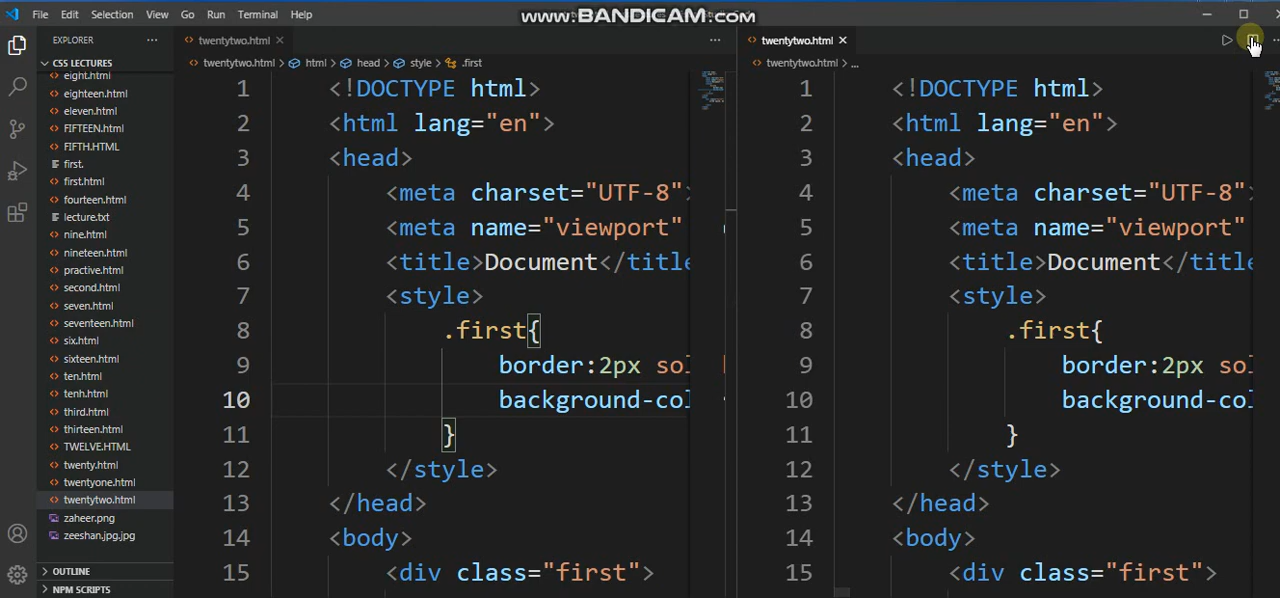 File Edit Selection View Go Run Terminal Help
www.BANDICAM.com
EXPLORER
CSS LECTURES
eight.html
eighteen.html
eleven.html
FIFTEEN.html
FIFTH.HTML
first.
first.html
fourteen.html
lecture.txt
nine.html
nineteen.html
practive.html
second.html
seven.html
seventeen.html
six.html
sixteen.html
ten.html
tenh.html
third.html
thirteen.html
TWELVE.HTML
twenty.html
twentyone.html
twentytwo.html
zaheer.png
zeeshan.jpg.jpg
OUTLINE
NPM SCRIPTS
twentytwo.html
twentytwo.html > html > head > style > .first
1 <!DOCTYPE html>
2 <html lang="en">
3 <head>
4 <meta charset="UTF-8">
5 <meta name="viewport"
6 <title>Document</title
7 <style>
8 .first{
9 border:2px sol
10 background-col
11 }
12 </style>
13 </head>
14 <body>
15 <div class="first">
twentytwo.html
twentytwo.html > ...
1 <!DOCTYPE html>
2 <html lang="en">
3 <head>
4 <meta charset="UTF-8">
5 <meta name="viewport"
6 <title>Document</title
7 <style>
8 .first{
9 border:2px sol
10 background-col
11 }
12 </style>
13 </head>
14 <body>
15 <div class="first">